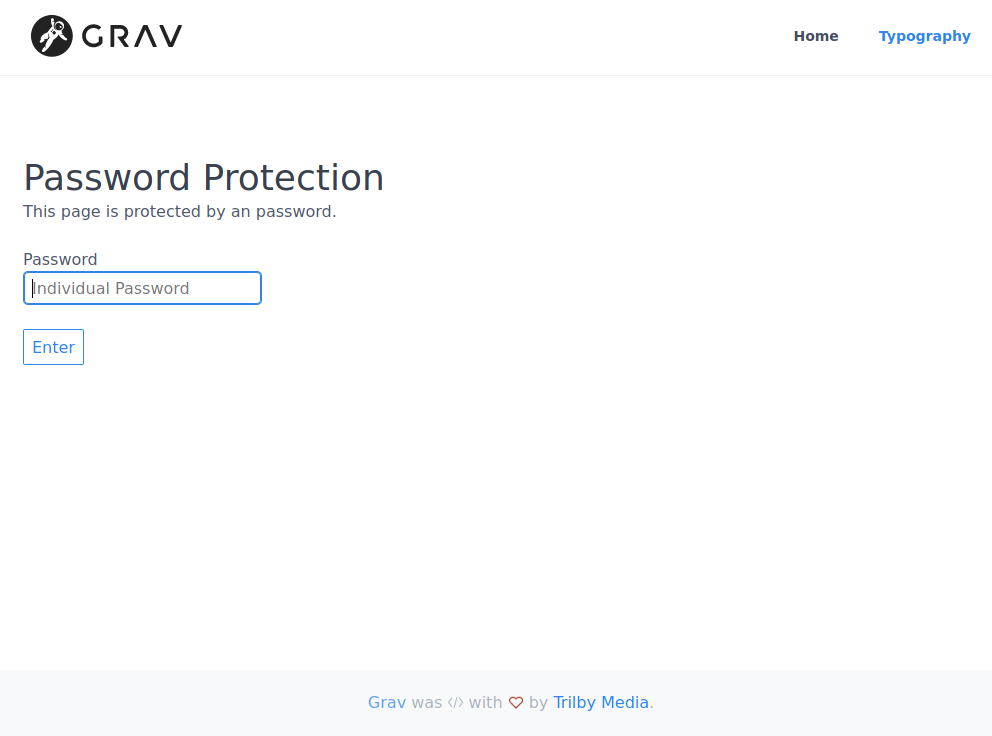 GRAV
Home Typography
Password Protection
This page is protected by an password.
Password
Individual Password
Enter
Grav was </> with by Trilby Media.